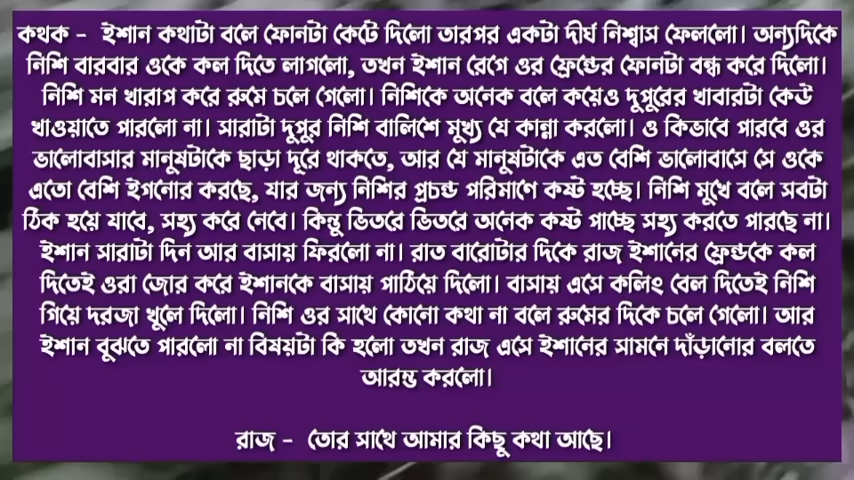 কথক - ইশান কথাটা বলে ফোনটা কেটে দিলো তারপর একটা দীর্ঘ নিশ্বাস ফেললো। অন্যদিকে
নিশি বারবার ওকে কল দিতে লাগলো, তখন ইশান রেগে ওর ফ্রেন্ডের ফোনটা বন্ধ করে দিলো।
নিশি মন খারাপ করে রুমে চলে গেলো। নিশিকে অনেক বলে কয়েও দুপুরের খাবারটা কেউ
খাওয়াতে পারলো না। সারাটা দুপুর নিশি বালিশে মুখ্য যে কান্না করলো। ও কিভাবে পারবে ওর
ভালোবাসার মানুষটাকে ছাড়া দূরে থাকতে, আর যে মানুষটাকে এত বেশি ভালোবাসে সে ওকে
এতো বেশি ইগনোর করছে, যার জন্য নিশির প্রচন্ড পরিমাণে কষ্ট হচ্ছে। নিশি মুখে বলে সবটা
ঠিক হয়ে যাবে, সহ্য করে নেবে। কিন্তু ভিতরে ভিতরে অনেক কষ্ট পাচ্ছে সহ্য করতে পারছে না।
ইশান সারাটা দিন আর বাসায় ফিরলো না। রাত বারোটার দিকে রাজ ইশানের ফ্রেন্ডকে কল
দিতেই ওরা জোর করে ইশানকে বাসায় পাঠিয়ে দিলো। বাসায় এসে কলিং বেল দিতেই নিশি
গিয়ে দরজা খুলে দিলো। নিশি ওর সাথে কোনো কথা না বলে রুমের দিকে চলে গেলো। আর
ইশান বুঝতে পারলো না বিষয়টা কি হলো তখন রাজ এসে ইশানের সামনে দাঁড়ানোর বলতে
আরম্ভ করলো।
রাজ - তোর সাথে আমার কিছু কথা আছে।